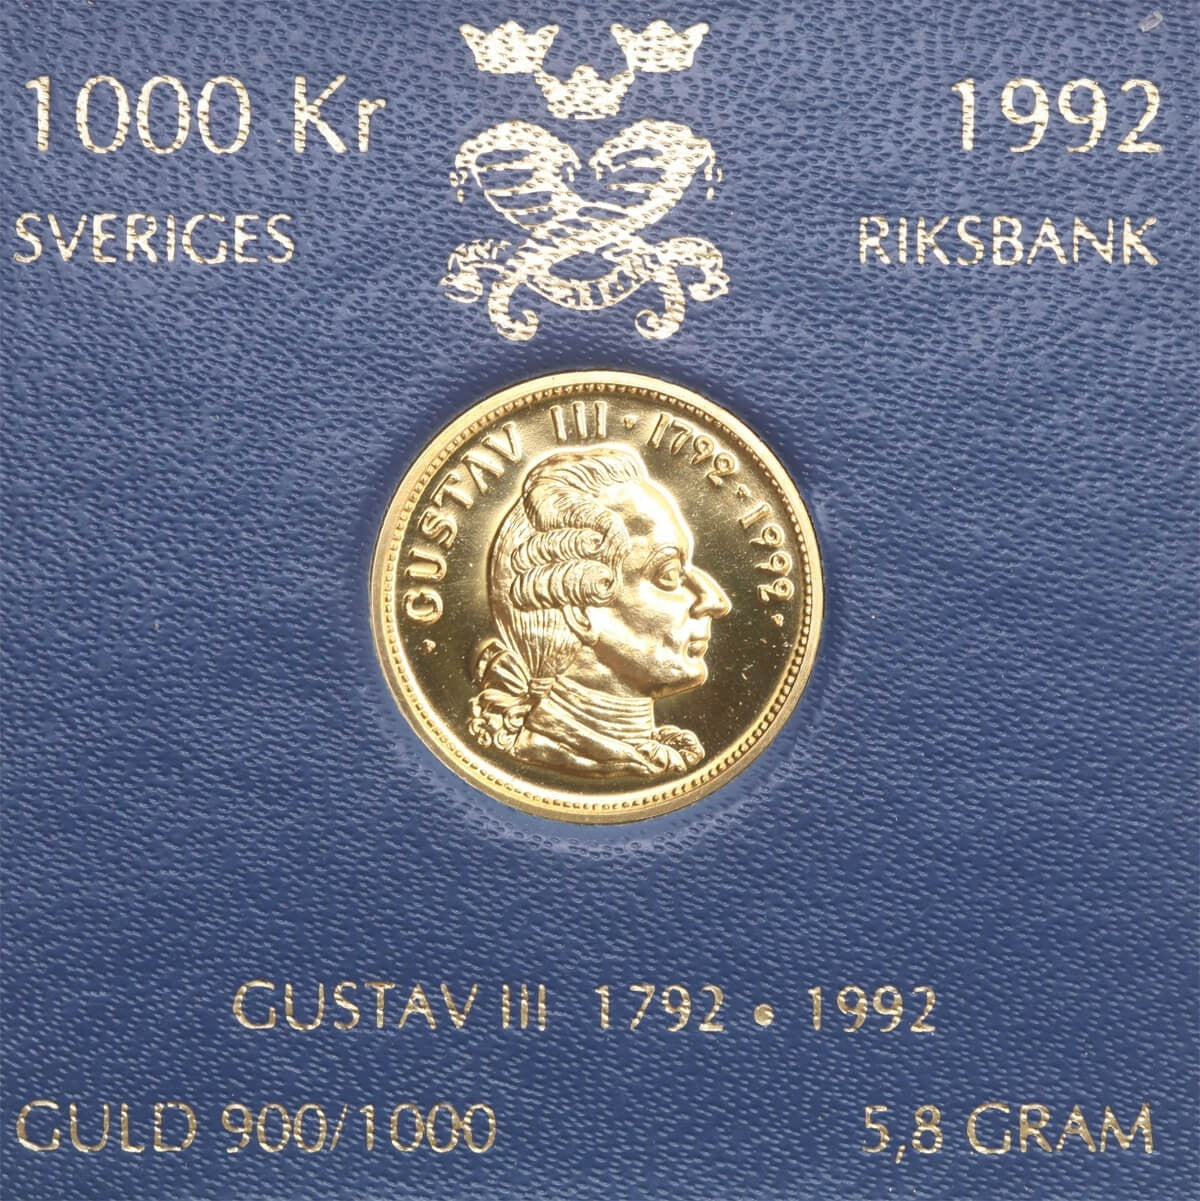 1000 Kr 1992
SVERIGES RIKSBANK
GUSTAV III · 1792 · 1992
GUSTAV III 1792 • 1992
GULD 900/1000 5,8 GRAM